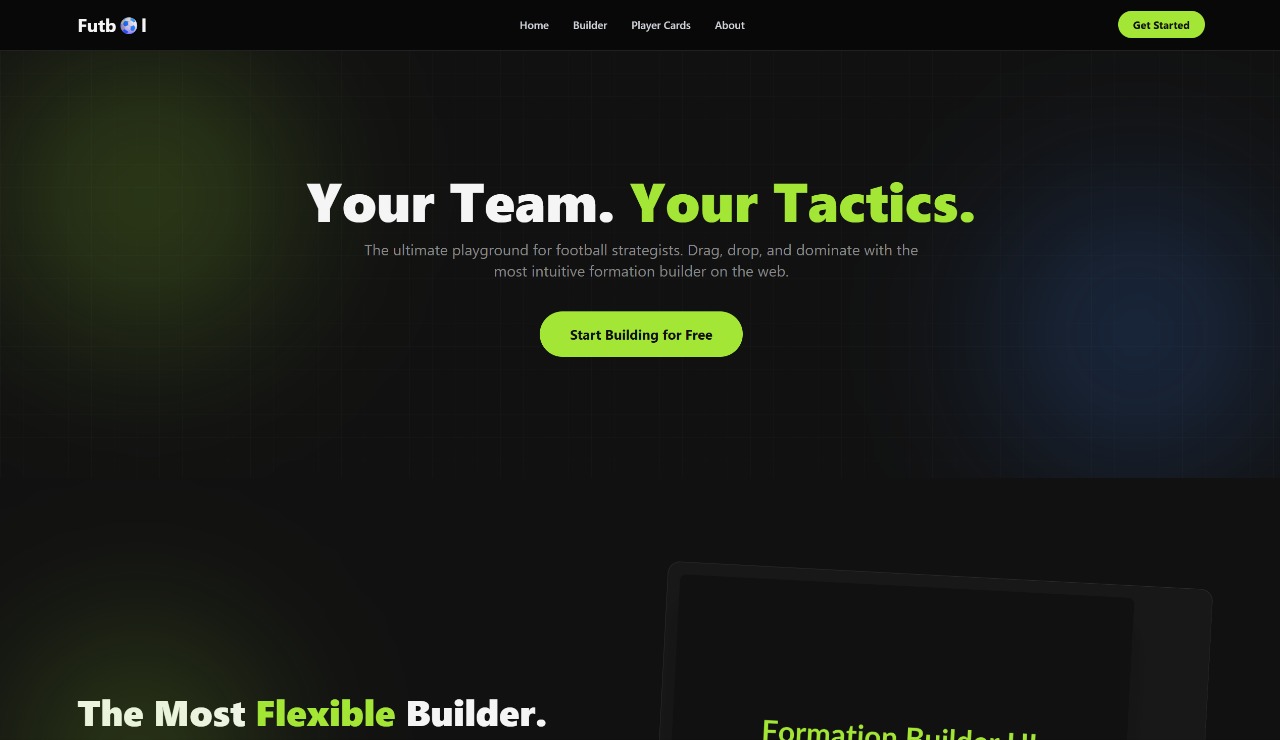 Futb🌍l
Home Builder Player Cards About
Get Started
Your Team. Your Tactics.
The ultimate playground for football strategists. Drag, drop, and dominate with the
most intuitive formation builder on the web.
Start Building for Free
The Most Flexible Builder.
Formation Builder UI